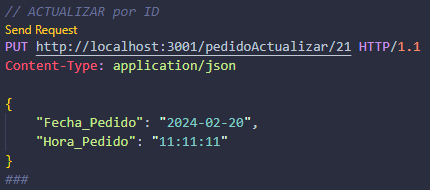 // ACTUALIZAR por ID
Send Request
PUT http://localhost:3001/pedidoActualizar/21 HTTP/1.1
Content-Type: application/json
{
"Fecha_Pedido": "2024-02-20",
"Hora_Pedido": "11:11:11"
}
###